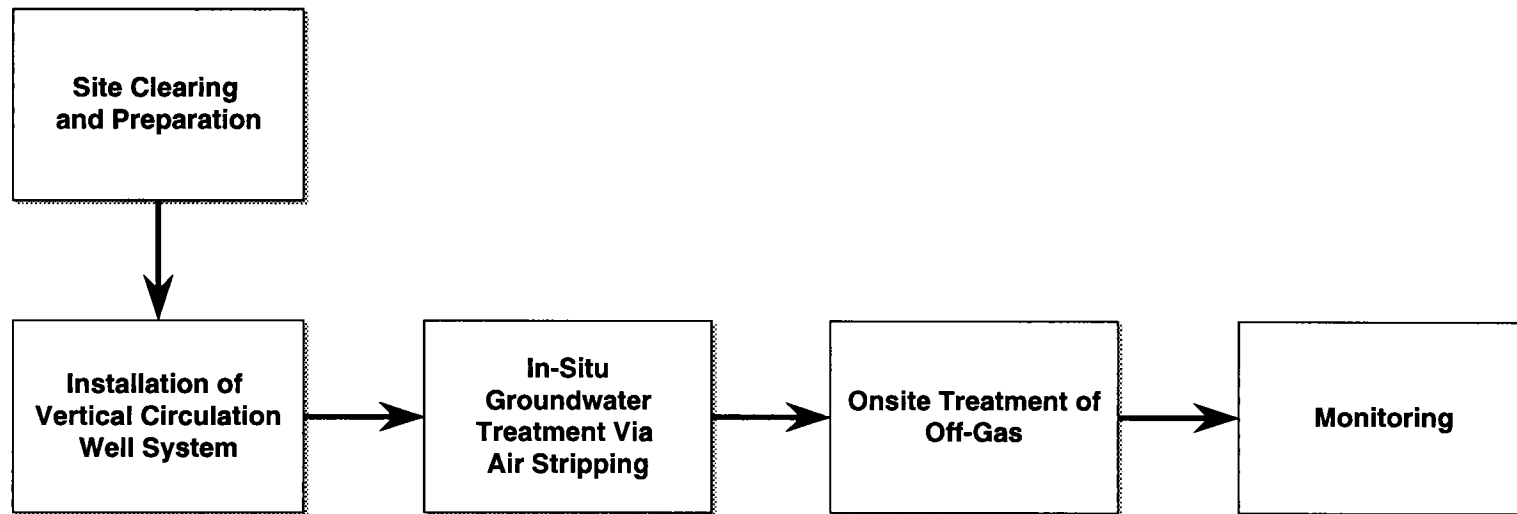 Site Clearing
and Preparation
Installation of
Vertical Circulation
Well System
In-Situ
Groundwater
Treatment Via
Air Stripping
Onsite Treatment of
Off-Gas
Monitoring